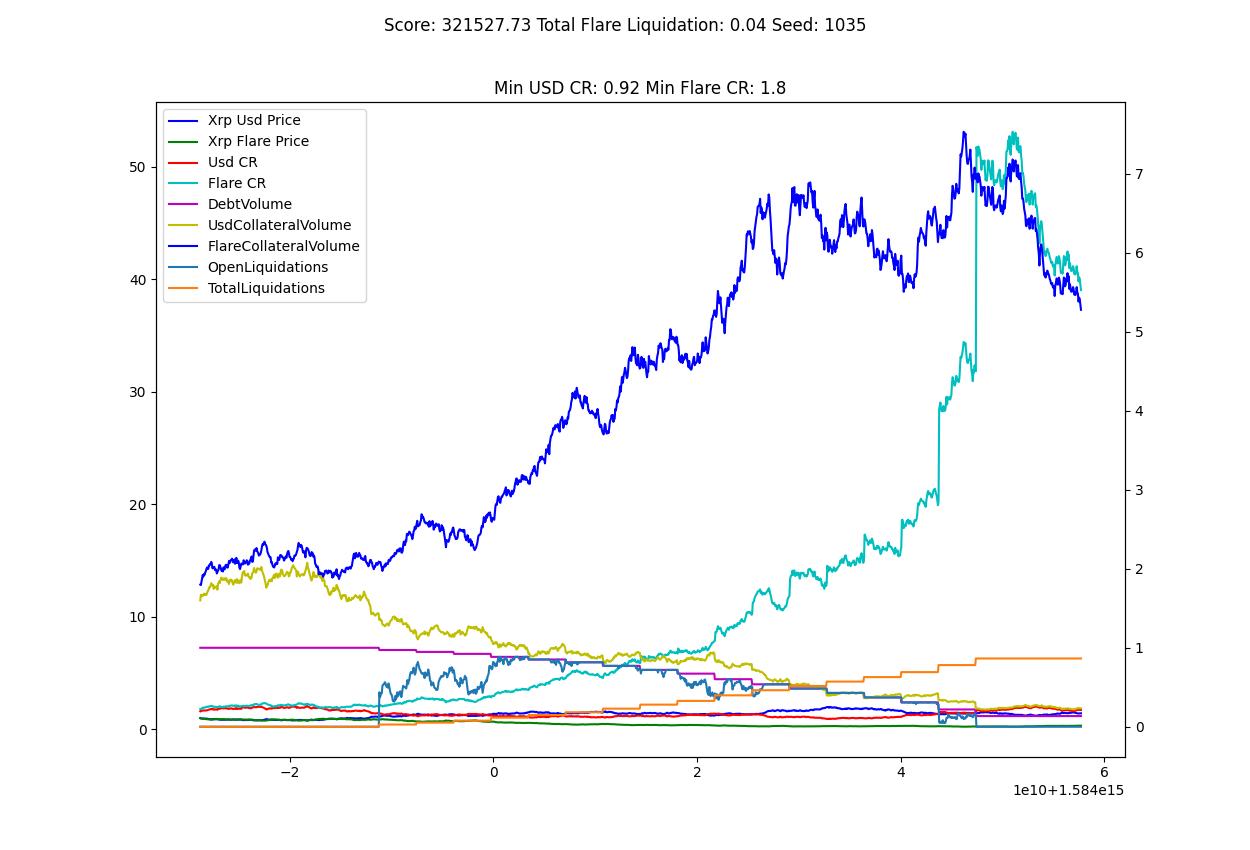 Score: 321527.73 Total Flare Liquidation: 0.04 Seed: 1035
Min USD CR: 0.92 Min Flare CR: 1.8
Xrp Usd Price
Xrp Flare Price
Usd CR
Flare CR
DebtVolume
UsdCollateralVolume
FlareCollateralVolume
OpenLiquidations
TotalLiquidations
50
40
30
20
10
0
7
6
5
4
3
2
1
0
−2
0
2
4
6
1e10+1.584e15